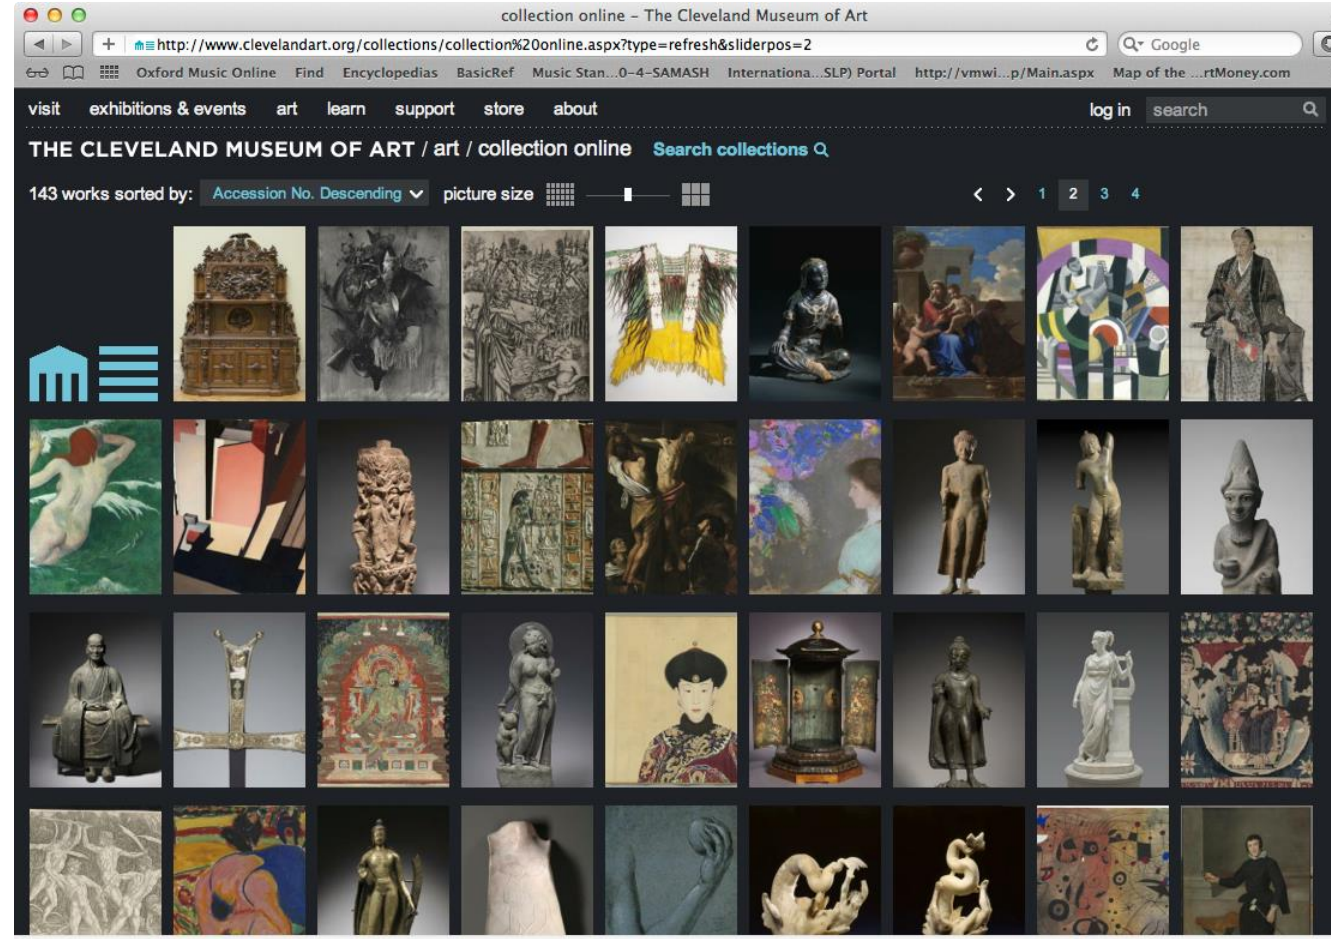 collection online – The Cleveland Museum of Art
http://www.clevelandart.org/collections/collection%20online.aspx?type=refresh&sliderpos=2
Google
Oxford Music Online Find Encyclopedias BasicRef Music Stan...0-4-SAMASH Internationa...SLP) Portal http://vmwi...p/Main.aspx Map of the ...rtMoney.com
visit exhibitions & events art learn support store about log in search
THE CLEVELAND MUSEUM OF ART / art / collection online Search collections
143 works sorted by: Accession No. Descending picture size 1 2 3 4